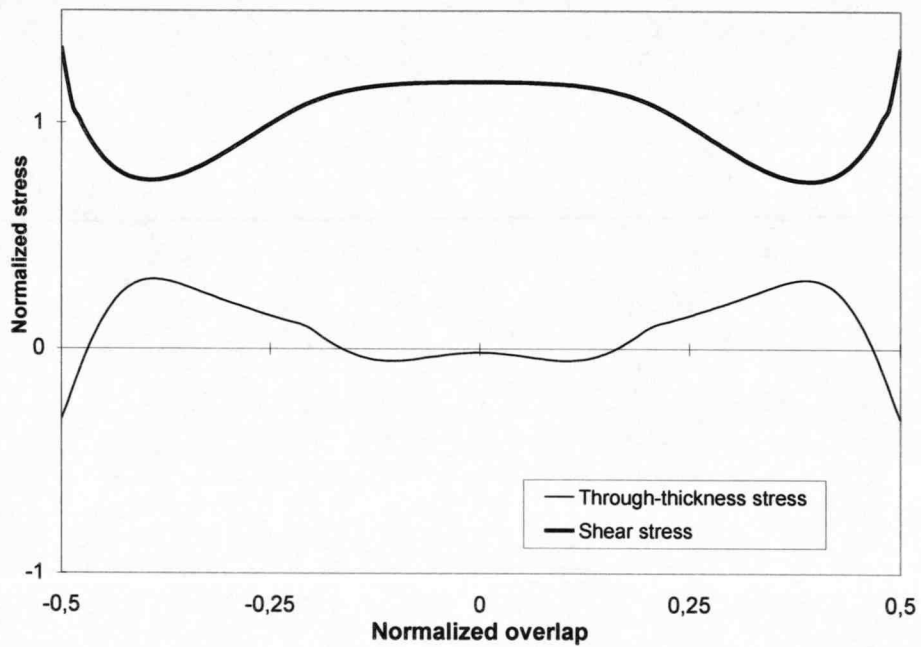 Normalized stress
1
0
-1
Through-thickness stress
Shear stress
-0,5
-0,25
0
0,25
0,5
Normalized overlap